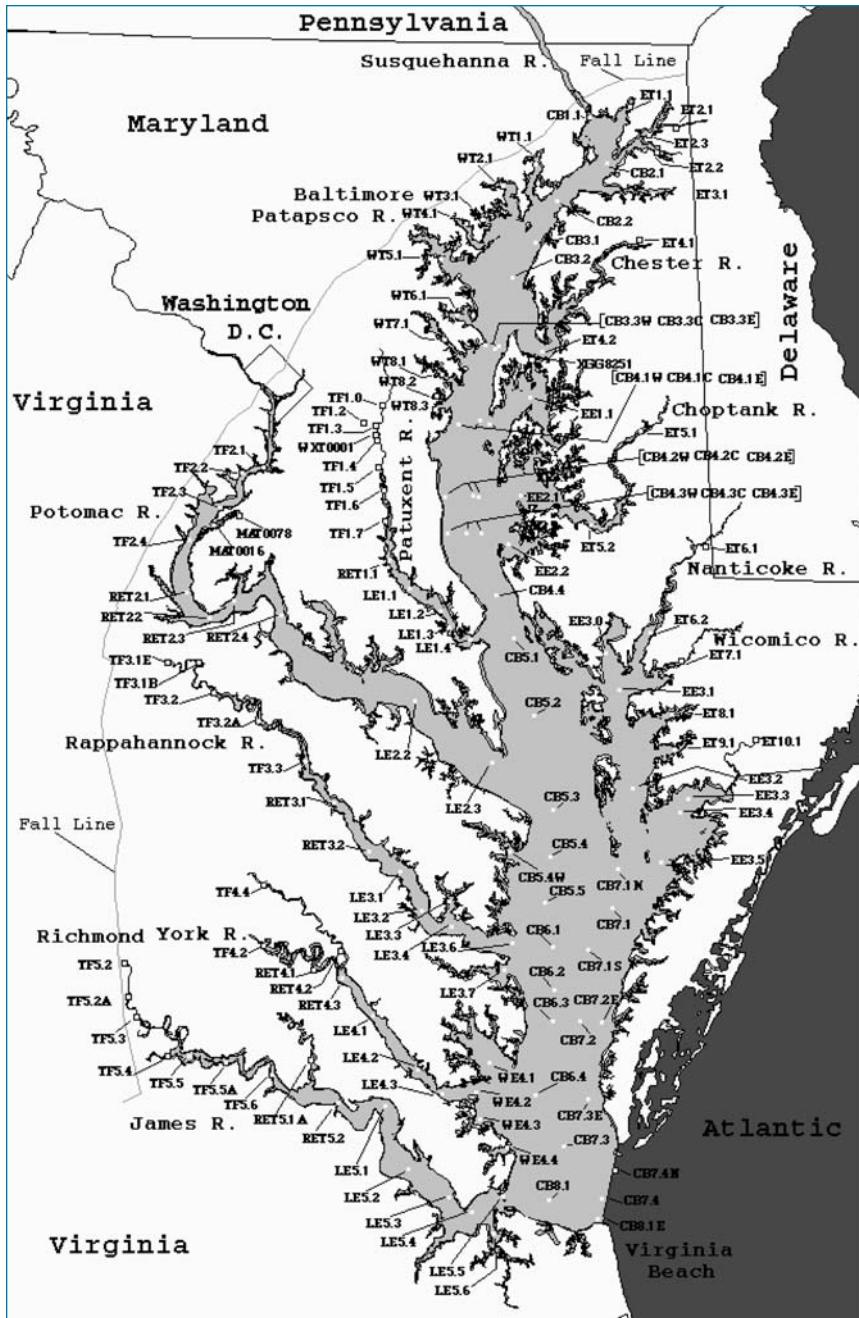 Pennsylvania
Susquehanna R.
Fall Line
Maryland
CB1.1
ET1.1
ET2.1
WT1.1
ET2.3
WT2.1
ET2.2
CB2.1
Baltimore
WT3.1
ET3.1
Patapsco R.
WT4.1
CB2.2
CB3.1
ET4.1
WT5.1
CB3.2
Chester R.
Delaware
Washington
D.C.
WT6.1
[CB3.3W CB3.3C CB3.3E]
WT7.1
ET4.2
WT8.1
XGG8251
WT8.2
[CB4.1W CB4.1C CB4.1E]
Virginia
TF1.0
WT8.3
TF1.2
EE1.1
Choptank R.
TF1.3
WXT0001
ET5.1
TF2.1
TF1.4
[CB4.2W CB4.2C CB4.2E]
TF2.2
TF1.5
Patuxent R.
TF2.3
TF1.6
EE2.1
[CB4.3W CB4.3C CB4.3E]
Potomac R.
MAT0078
TF1.7
ET5.2
TF2.4
MAT0016
ET6.1
RET1.1
EE2.2
Nanticoke R.
RET2.1
LE1.1
CB4.4
RET2.2
LE1.2
EE3.0
ET6.2
RET2.3
RET2.4
LE1.3
LE1.4
CB5.1
Wicomico R.
TF3.1E
ET7.1
TF3.1B
TF3.2
EE3.1
TF3.2A
CB5.2
ET8.1
Rappahannock R.
LE2.2
ET9.1
ET10.1
TF3.3
LE2.3
EE3.2
RET3.1
CB5.3
EE3.3
EE3.4
Fall Line
RET3.2
CB5.4
EE3.5
CB5.4W
CB7.1N
TF4.4
LE3.1
CB5.5
LE3.2
CB7.1
Richmond
York R.
LE3.3
CB6.1
TF5.2
TF4.2
LE3.4
LE3.6
CB7.1S
RET4.1
RET4.2
CB6.2
TF5.2A
RET4.3
LE3.7
CB6.3
CB7.2E
TF5.3
LE4.1
CB7.2
TF5.4
LE4.2
TF5.5
WE4.1
TF5.5A
LE4.3
CB6.4
TF5.6
WE4.2
RET5.1A
CB7.3E
James R.
WE4.3
Atlantic
RET5.2
CB7.3
LE5.1
WE4.4
CB7.4N
LE5.2
CB8.1
CB7.4
LE5.3
LE5.4
CB8.1E
Virginia
LE5.5
Virginia
Beach
LE5.6